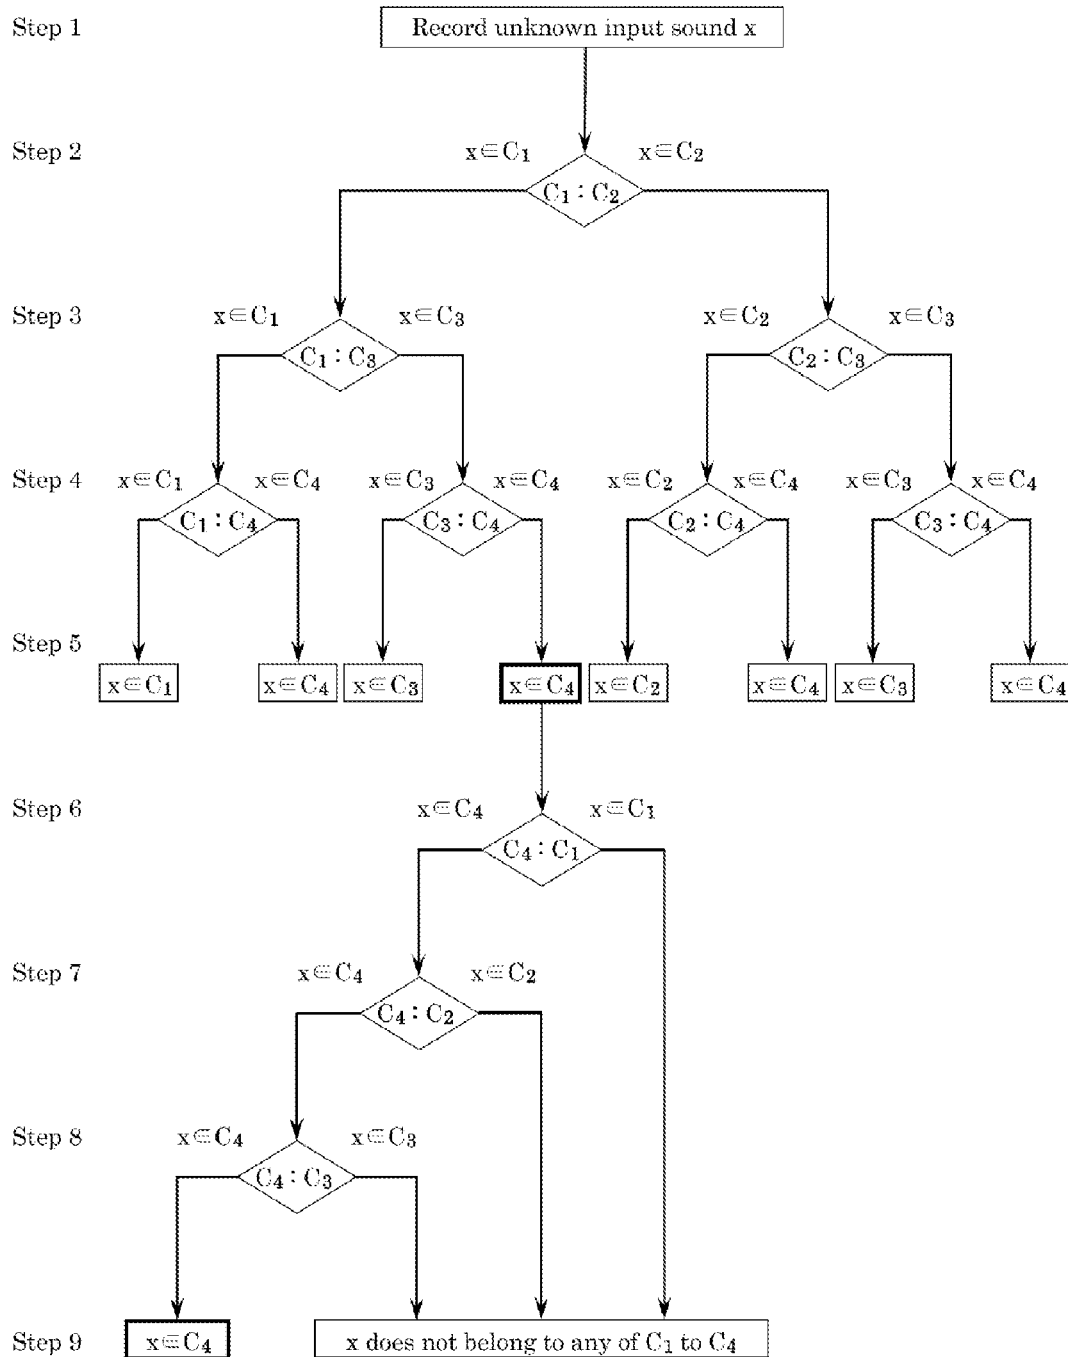 Step 1 Record unknown input sound x
Step 2 x∈C₁ x∈C₂
C₁ : C₂
Step 3 x∈C₁ x∈C₃ x∈C₂ x∈C₃
C₁ : C₃ C₂ : C₃
Step 4 x∈C₁ x∈C₄ x∈C₃ x∈C₄ x∈C₂ x∈C₄ x∈C₃ x∈C₄
C₁ : C₄ C₃ : C₄ C₂ : C₄ C₃ : C₄
Step 5
x∈C₁ x∈C₄ x∈C₃ x∈C₄ x∈C₂ x∈C₄ x∈C₃ x∈C₄
Step 6 x∈C₄ x∈C₁
C₄ : C₁
Step 7 x∈C₄ x∈C₂
C₄ : C₂
Step 8 x∈C₄ x∈C₃
C₄ : C₃
Step 9 x∈C₄ x does not belong to any of C₁ to C₄